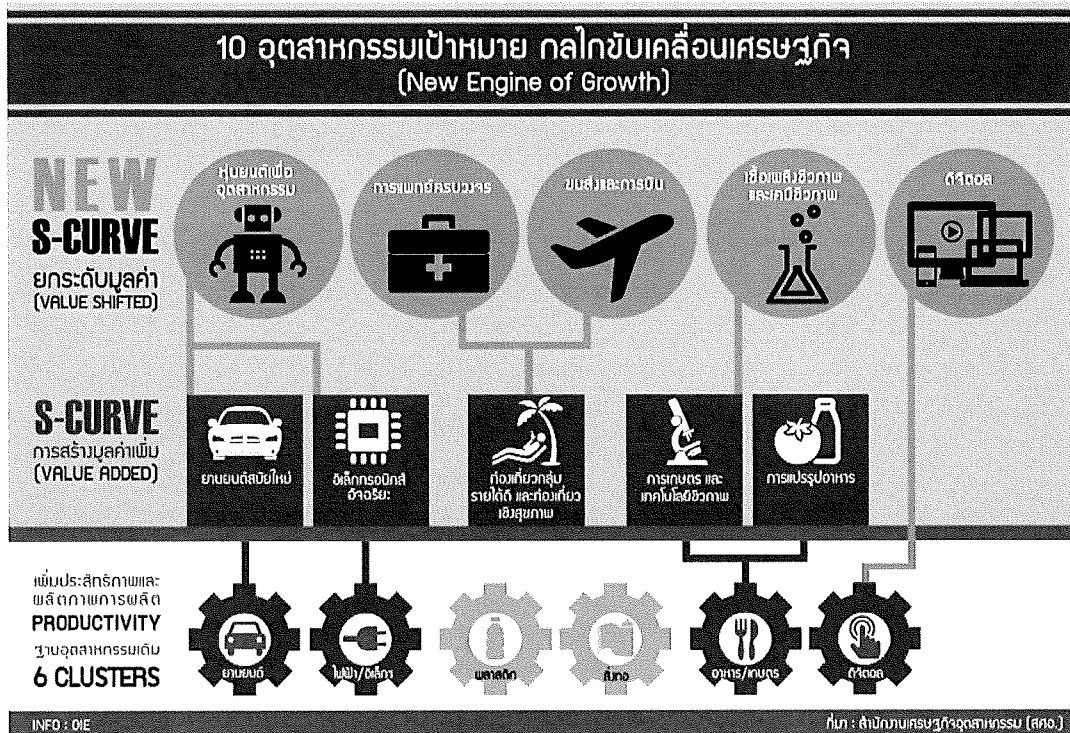 10 อุตสาหกรรมเป้าหมาย กลไกขับเคลื่อนเศรษฐกิจ
(New Engine of Growth)
NEW
S-CURVE
ยกระดับมูลค่า
(VALUE SHIFTED)
หุ่นยนต์เพื่อ
อุตสาหกรรม
การแพทย์ครบวงจร
ขนส่งและการบิน
เชื้อเพลิงชีวภาพ
และเคมีชีวภาพ
ดิจิตอล
S-CURVE
การสร้างมูลค่าเพิ่ม
(VALUE ADDED)
ยานยนต์สมัยใหม่
อิเล็กทรอนิกส์
อัจฉริยะ
ท่องเที่ยวกลุ่ม
รายได้ดี และท่องเที่ยว
เชิงสุขภาพ
การเกษตร และ
เทคโนโลยีชีวภาพ
การแปรรูปอาหาร
เพิ่มประสิทธิภาพและ
ผลิตภาพการผลิต
PRODUCTIVITY
ฐานอุตสาหกรรมเดิม
6 CLUSTERS
ยานยนต์
ไฟฟ้า/อิเล็กฯ
พลาสติก
สิ่งทอ
อาหาร/เกษตร
ดิจิตอล
INFO : OIE
ที่มา : สำนักงานเศรษฐกิจอุตสาหกรรม (สศอ.)